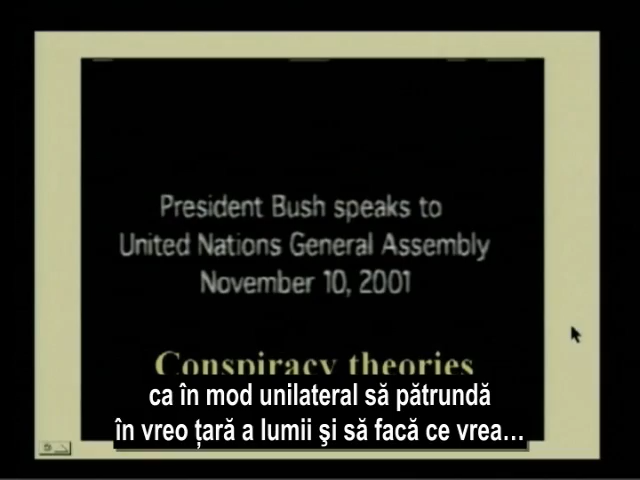 President Bush speaks to
United Nations General Assembly
November 10, 2001
Conspiracy theories
ca în mod unilateral să pătrundă
în vreo țară a lumii şi să facă ce vrea...